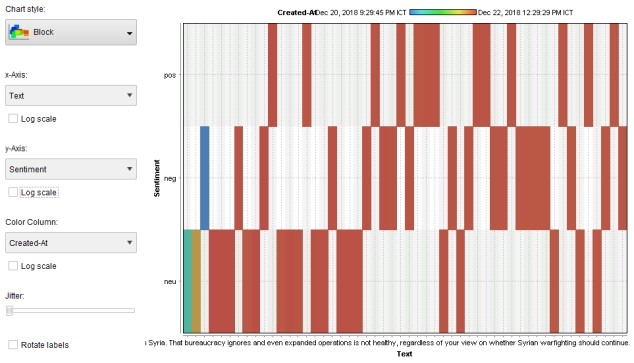 Chart style:
Block
x-Axis:
Text
Log scale
y-Axis:
Sentiment
Log scale
Color Column:
Created-At
Log scale
Jitter:
Rotate labels
Created-At Dec 20, 2018 9:29:45 PM ICT Dec 22, 2018 12:29:29 PM ICT
pos
neg
neu
Sentiment
Syria. That bureaucracy ignores and even expanded operations is not healthy, regardless of your view on whether Syrian warfighting should continue.
Text